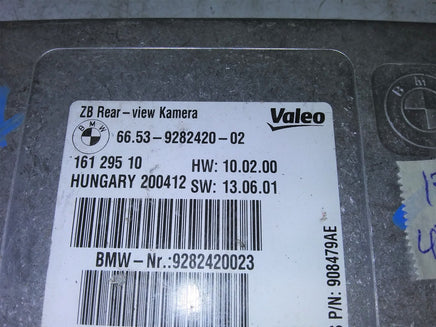 ZB Rear-view Kamera
Valeo
BMW
66.53-9282420-02
161 295 10
HW: 10.02.00
HUNGARY 200412
SW: 13.06.01
BMW-Nr.:9282420023
P/N: 908479AE